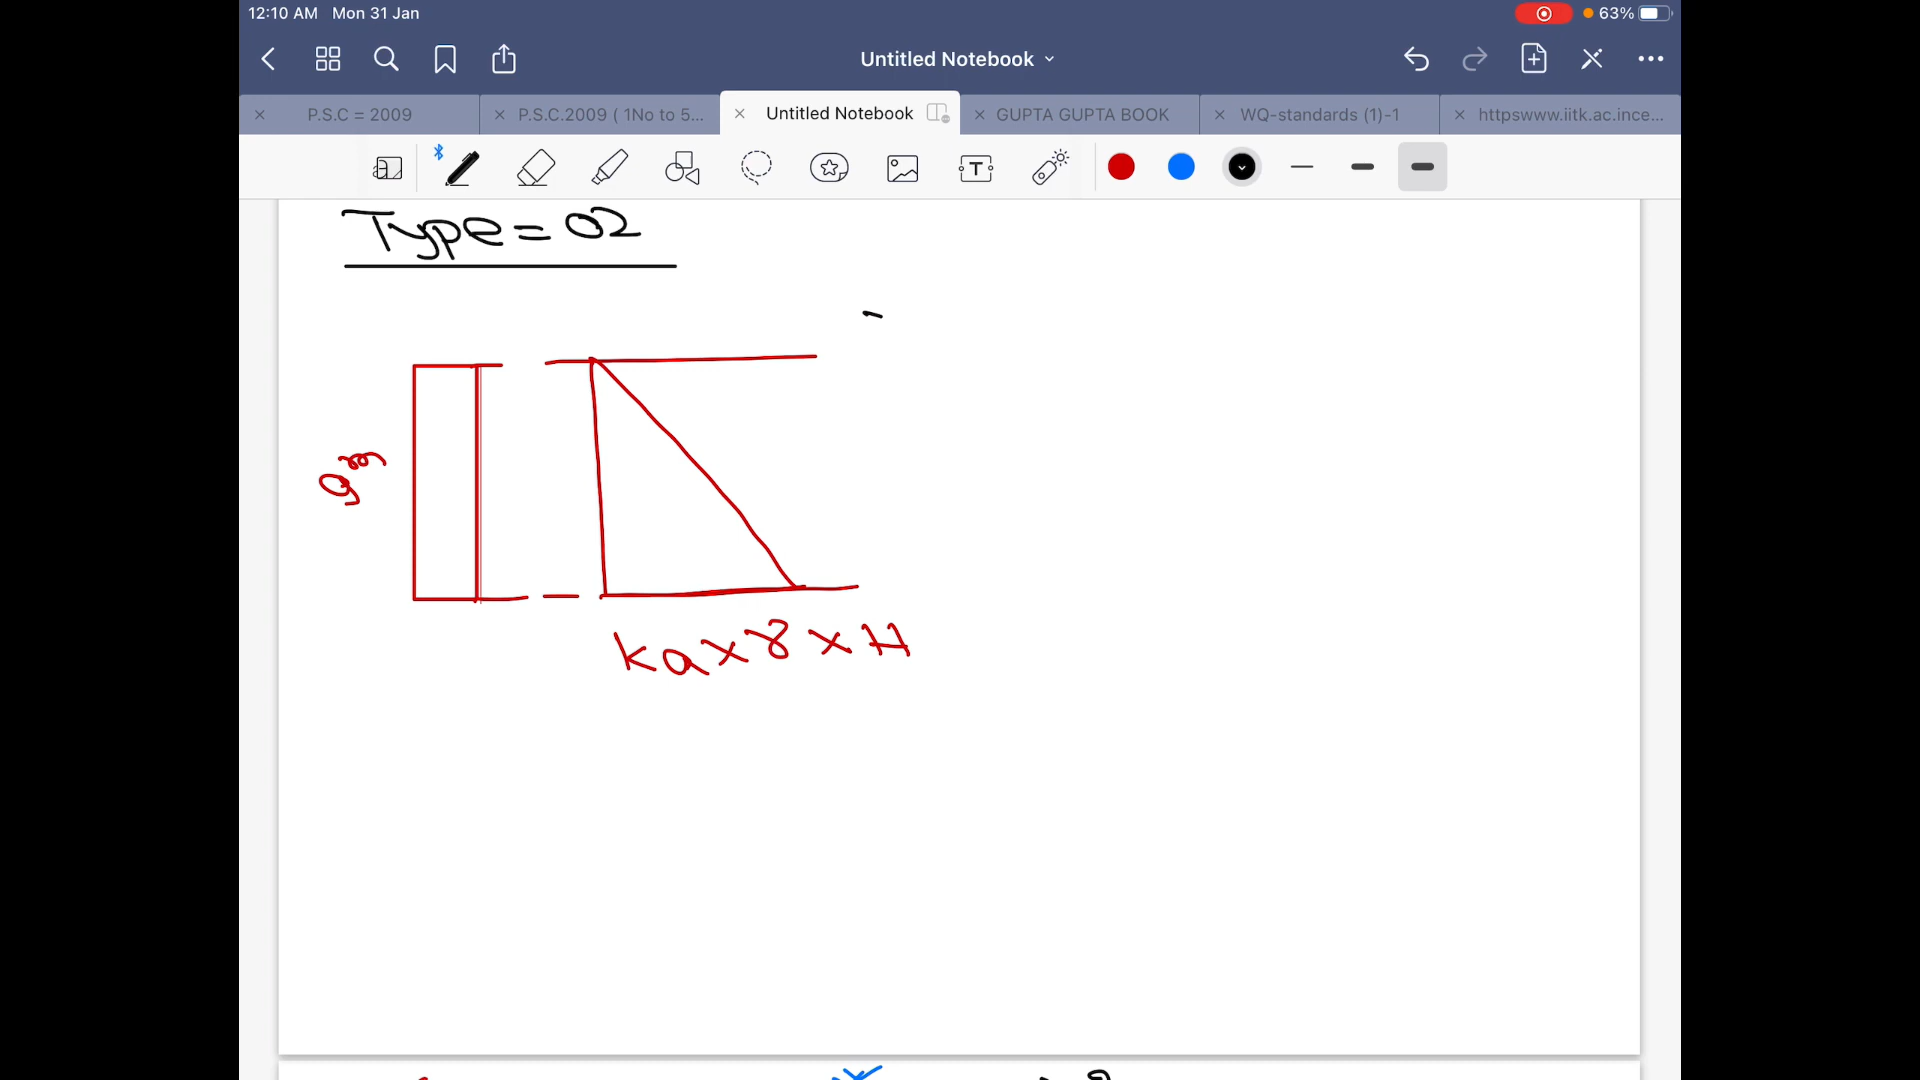 12:10 AM Mon 31 Jan
63%
Untitled Notebook
P.S.C = 2009
P.S.C.2009 ( 1No to 5...
Untitled Notebook
GUPTA GUPTA BOOK
WQ-standards (1)-1
httpswww.iitk.ac.ince...
Type = 02
9m
ka x γ x H